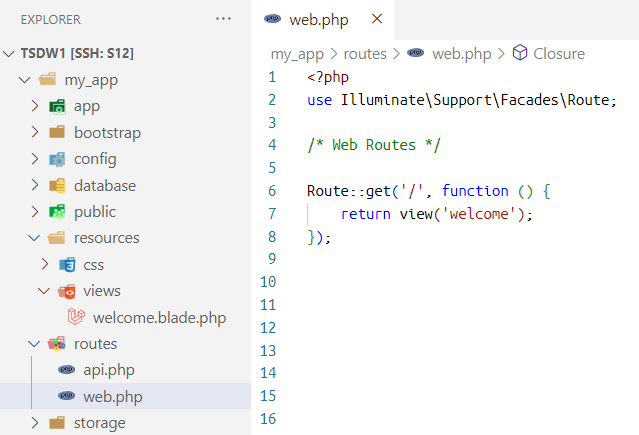 EXPLORER ···
TSDW1 [SSH: S12]
my_app
app
bootstrap
config
database
public
resources
css
views
welcome.blade.php
routes
api.php
web.php
storage
web.php
my_app > routes > web.php > Closure
1 <?php
2 use Illuminate\Support\Facades\Route;
3
4 /* Web Routes */
5
6 Route::get('/', function () {
7 return view('welcome');
8 });
9
10
11
12
13
14
15
16